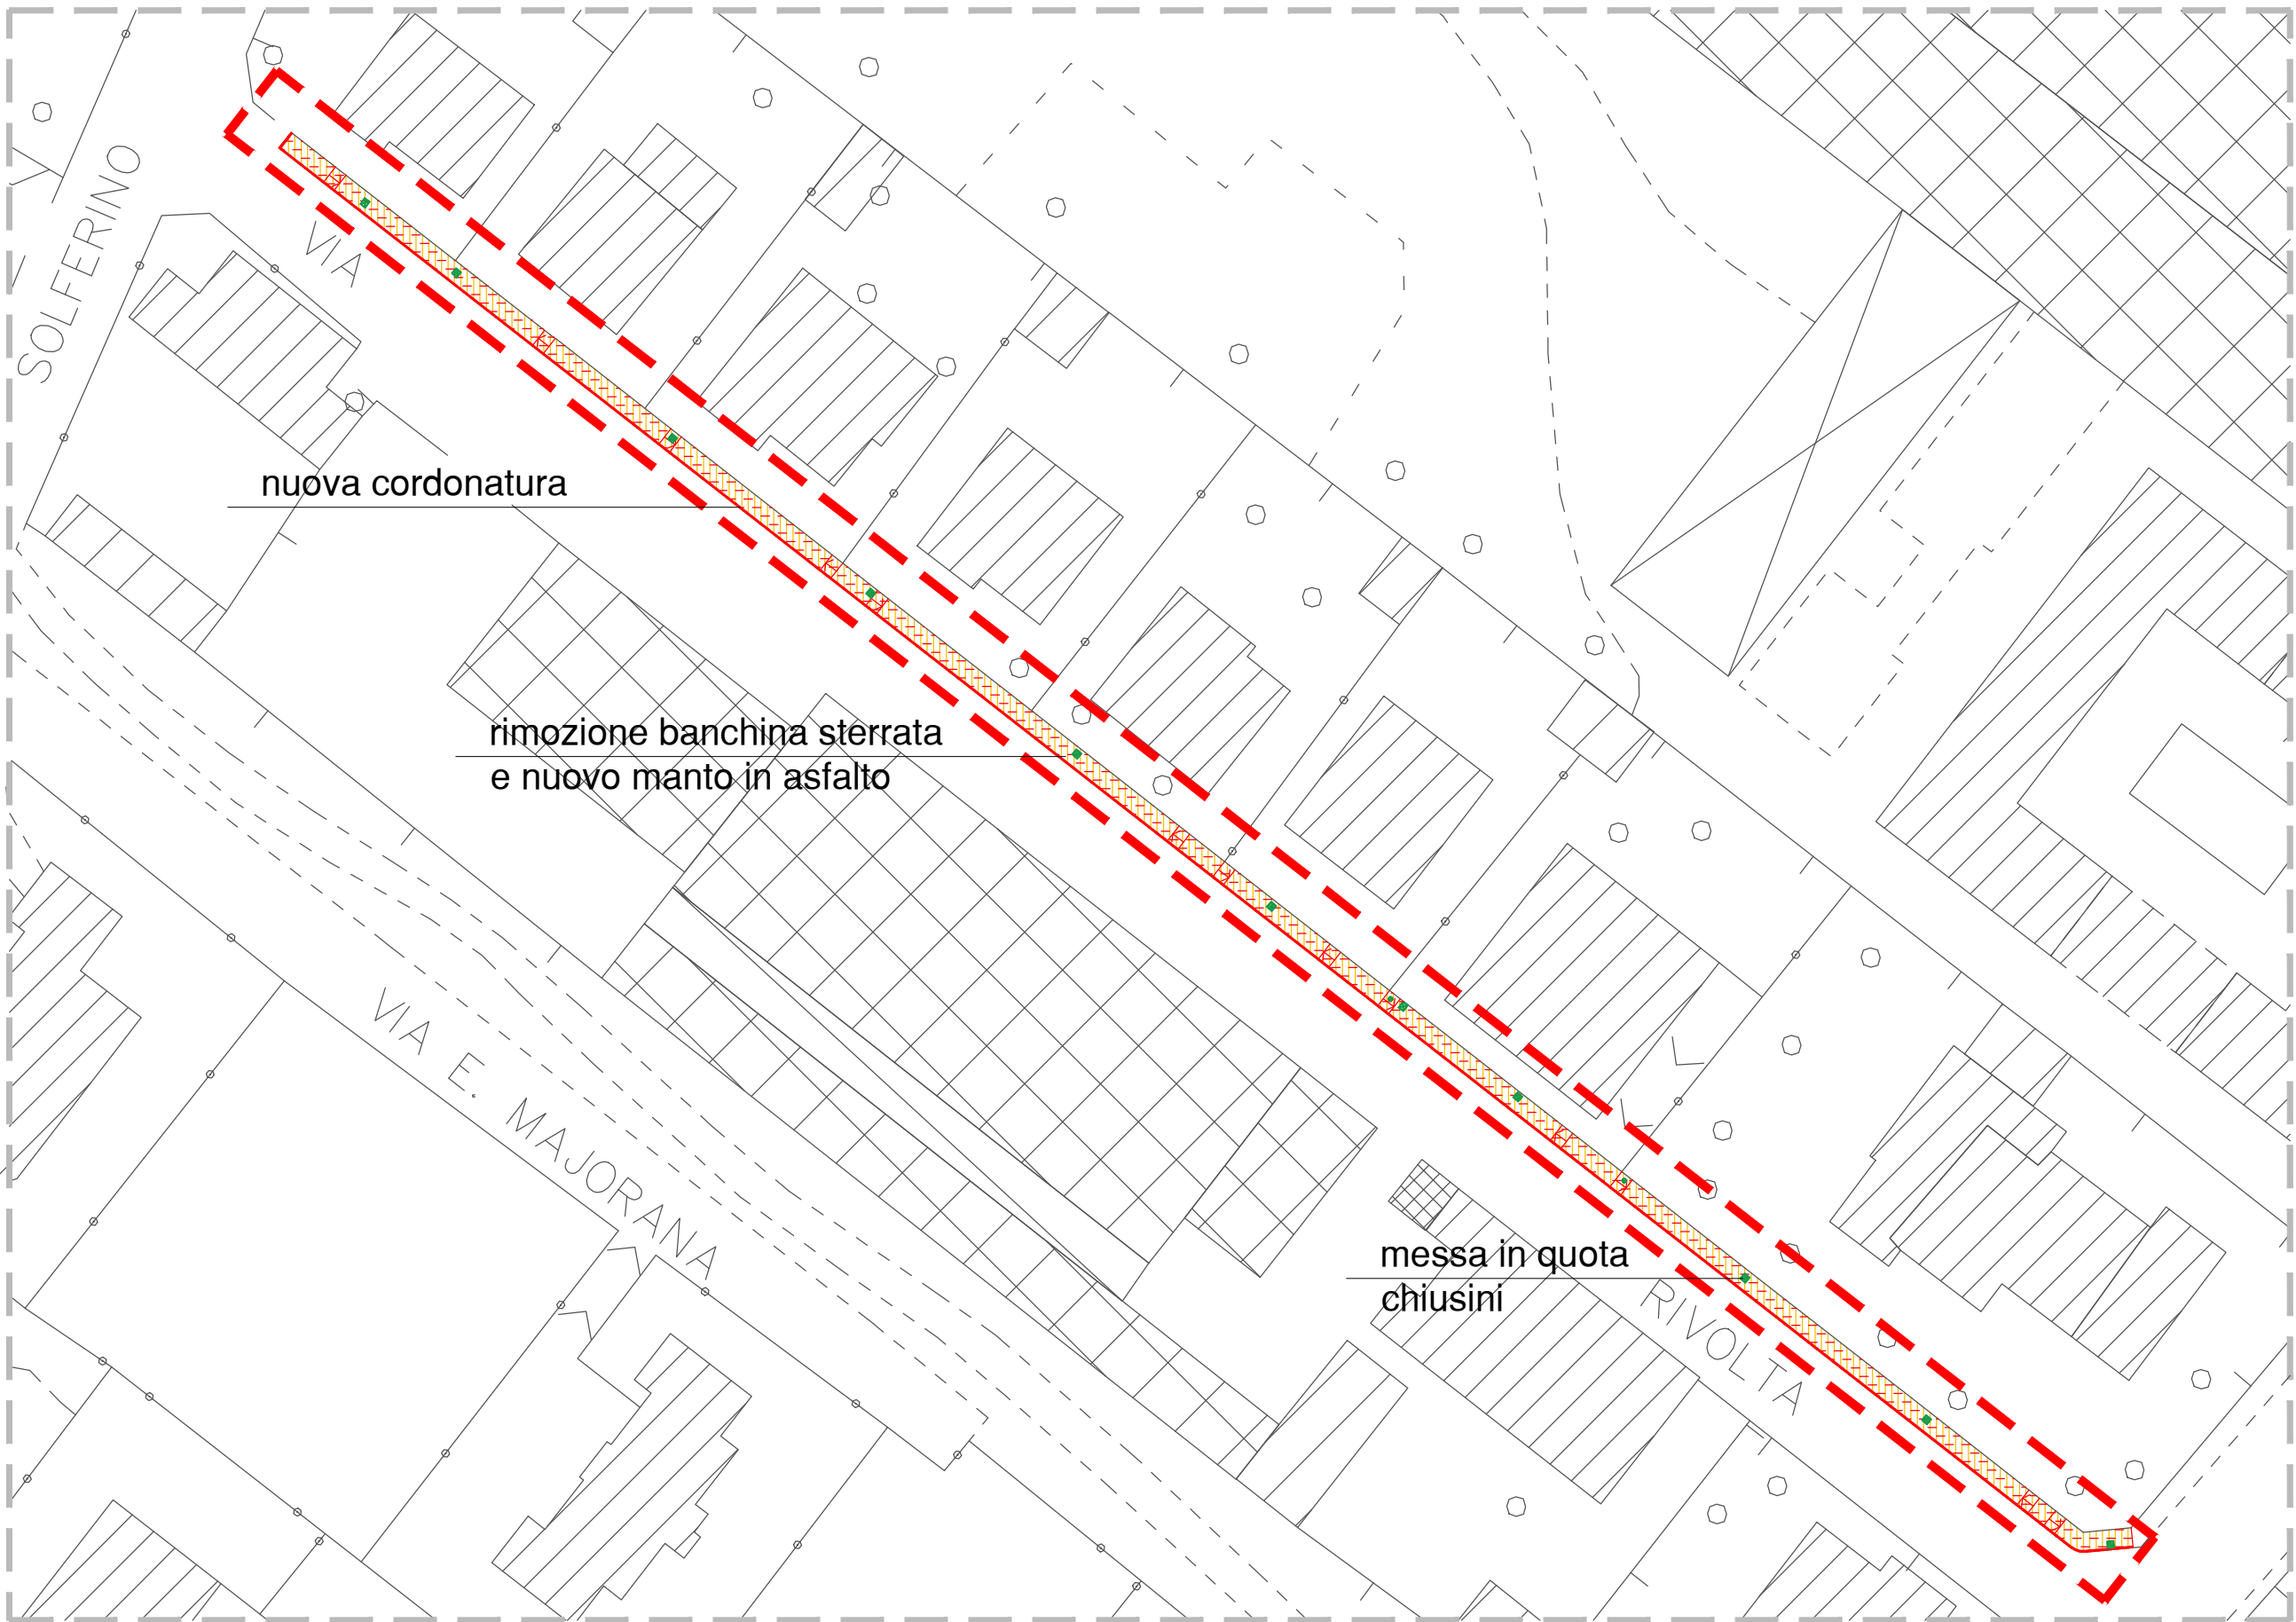 SOLFERINO
VIA
nuova cordonatura
rimozione banchina sterrata
e nuovo manto in asfalto
VIA E. MAJORANA
messa in quota
chiusini
RIVOLTA